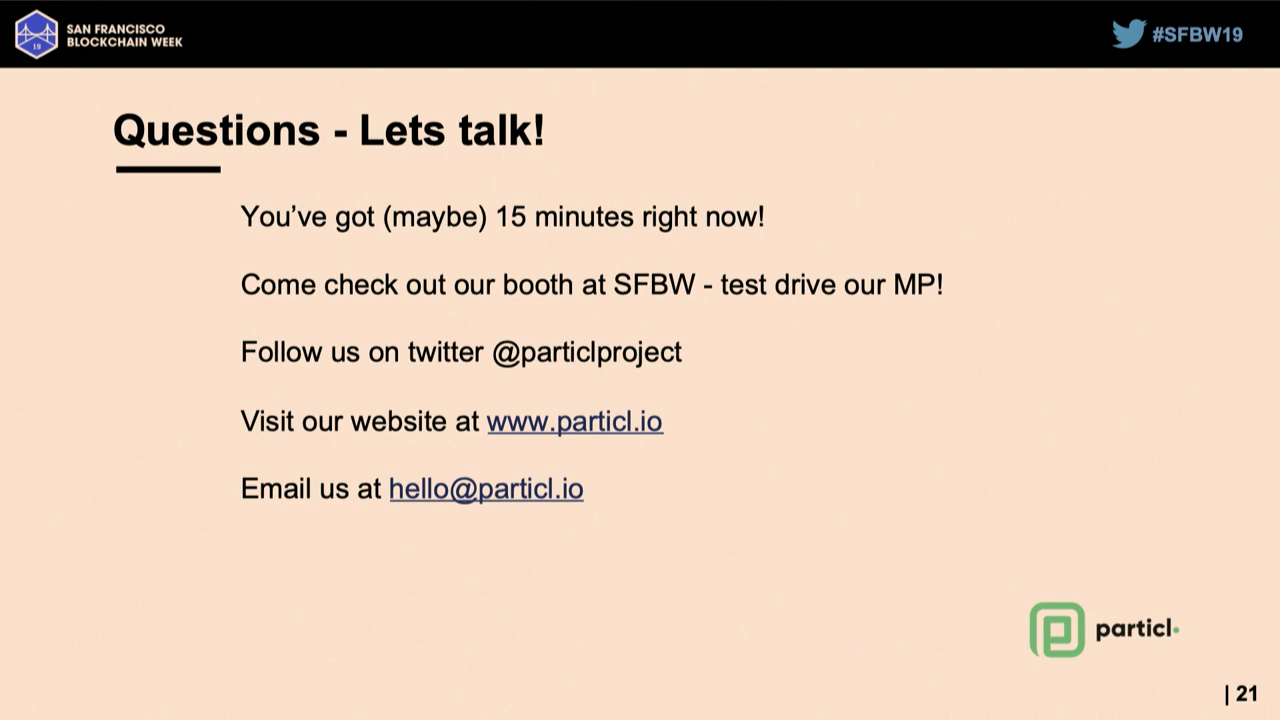 SAN FRANCISCO
BLOCKCHAIN WEEK
19
#SFBW19
Questions - Lets talk!
You’ve got (maybe) 15 minutes right now!
Come check out our booth at SFBW - test drive our MP!
Follow us on twitter @particlproject
Visit our website at www.particl.io
Email us at hello@particl.io
particl
| 21